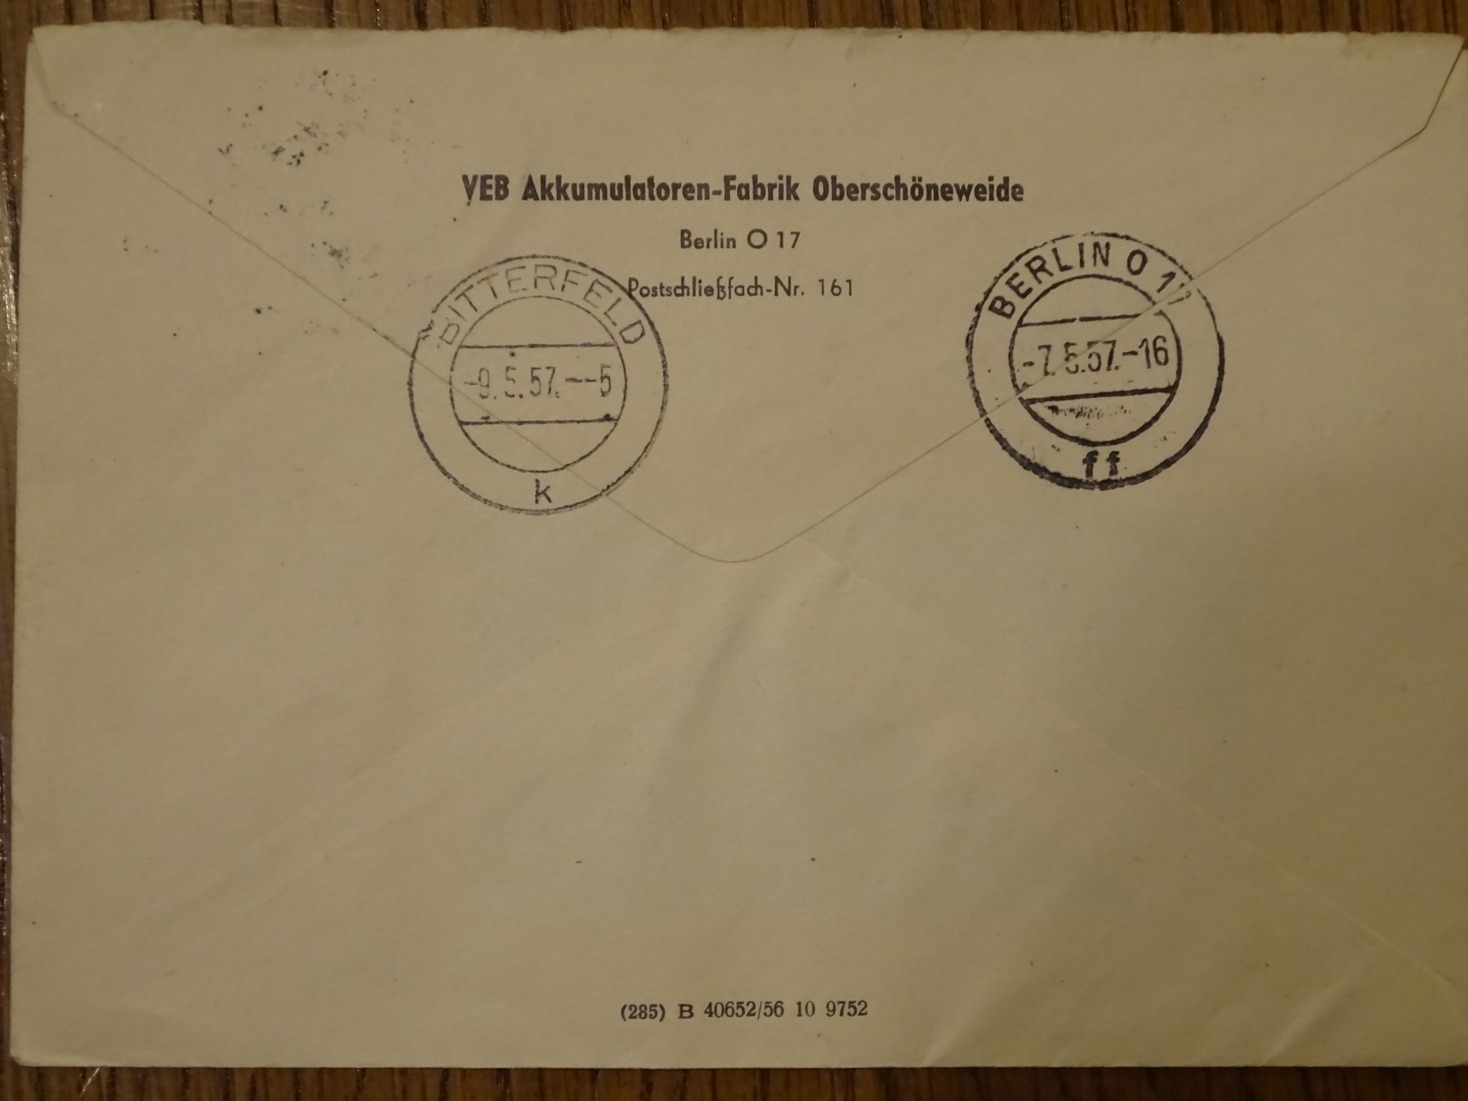 VEB Akkumulatoren-Fabrik Oberschöneweide
Berlin O 17
Postschließfach-Nr. 161
BITTERFELD
-9.5.57.--5
k
BERLIN O 17
-7.5.57.-16
ff
(285) B 40652/56 10 9752